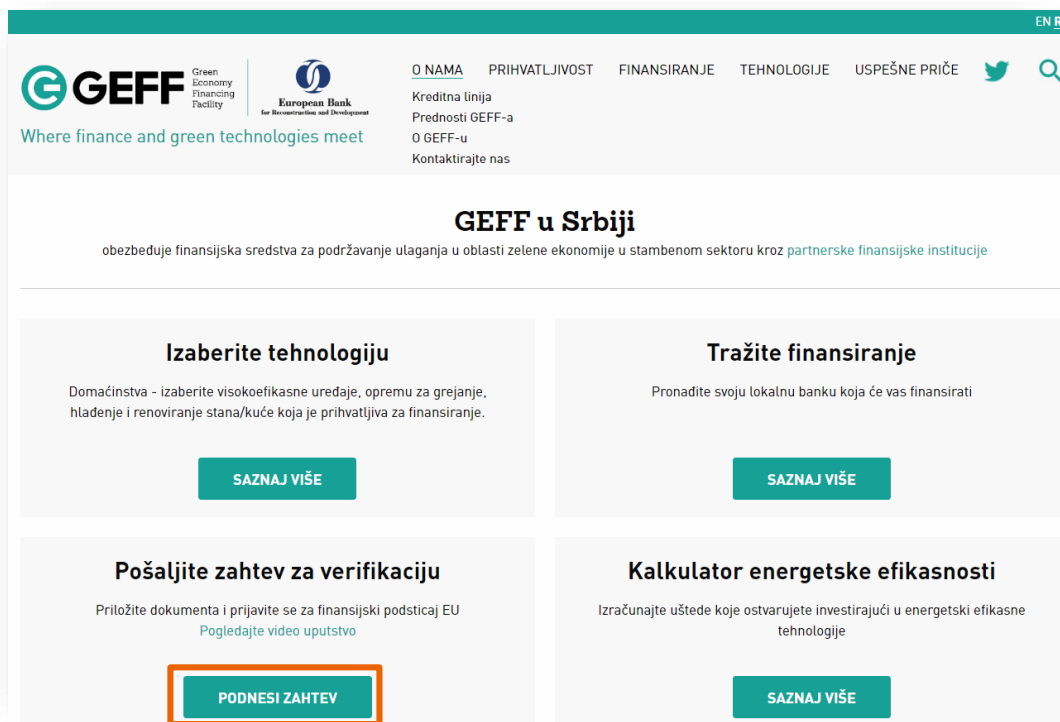 EN
GEFF
Green
Economy
Financing
Facility
European Bank
for Reconstruction and Development
Where finance and green technologies meet
O NAMA PRIHVATLJIVOST FINANSIRANJE TEHNOLOGIJE USPEŠNE PRIČE
Kreditna linija
Prednosti GEFF-a
O GEFF-u
Kontaktirajte nas
GEFF u Srbiji
obezbeđuje finansijska sredstva za podržavanje ulaganja u oblasti zelene ekonomije u stambenom sektoru kroz partnerske finansijske institucije
Izaberite tehnologiju
Domaćinstva - izaberite visokoefikasne uređaje, opremu za grejanje,
hlađenje i renoviranje stana/kuće koja je prihvatljiva za finansiranje.
SAZNAJ VIŠE
Tražite finansiranje
Pronađite svoju lokalnu banku koja će vas finansirati
SAZNAJ VIŠE
Pošaljite zahtev za verifikaciju
Priložite dokumenta i prijavite se za finansijski podsticaj EU
Pogledajte video uputstvo
PODNESI ZAHTEV
Kalkulator energetske efikasnosti
Izračunajte uštede koje ostvarujete investirajući u energetski efikasne
tehnologije
SAZNAJ VIŠE